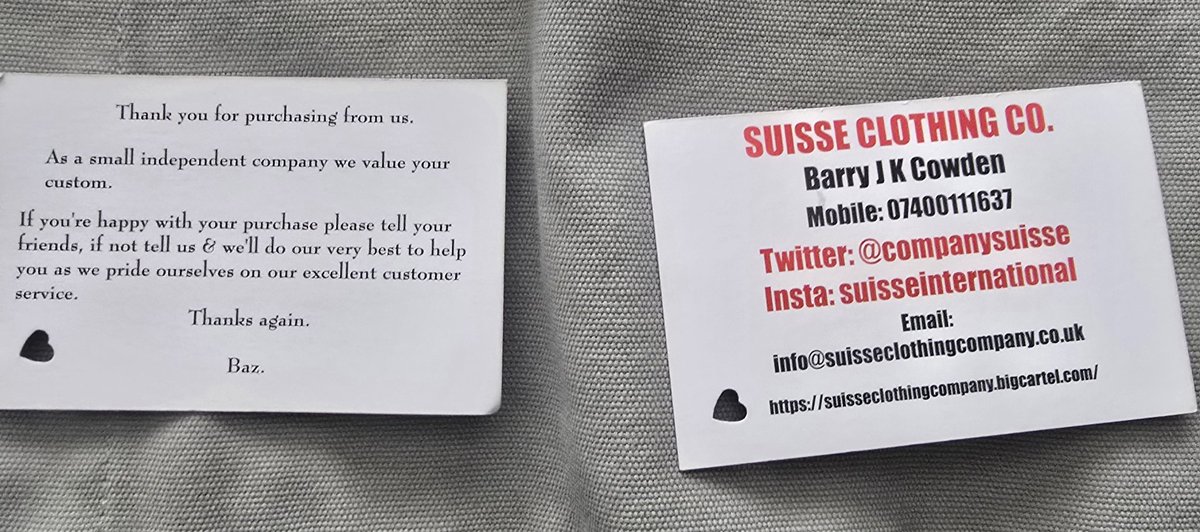 Thank you for purchasing from us.
As a small independent company we value your
custom.
If you're happy with your purchase please tell your
friends, if not tell us & we'll do our very best to help
you as we pride ourselves on our excellent customer
service.
Thanks again.
Baz.
SUISSE CLOTHING CO.
Barry J K Cowden
Mobile: 07400111637
Twitter: @companysuisse
Insta: suisseinternational
Email:
info@suisseclothingcompany.co.uk
https://suisseclothingcompany.bigcartel.com/